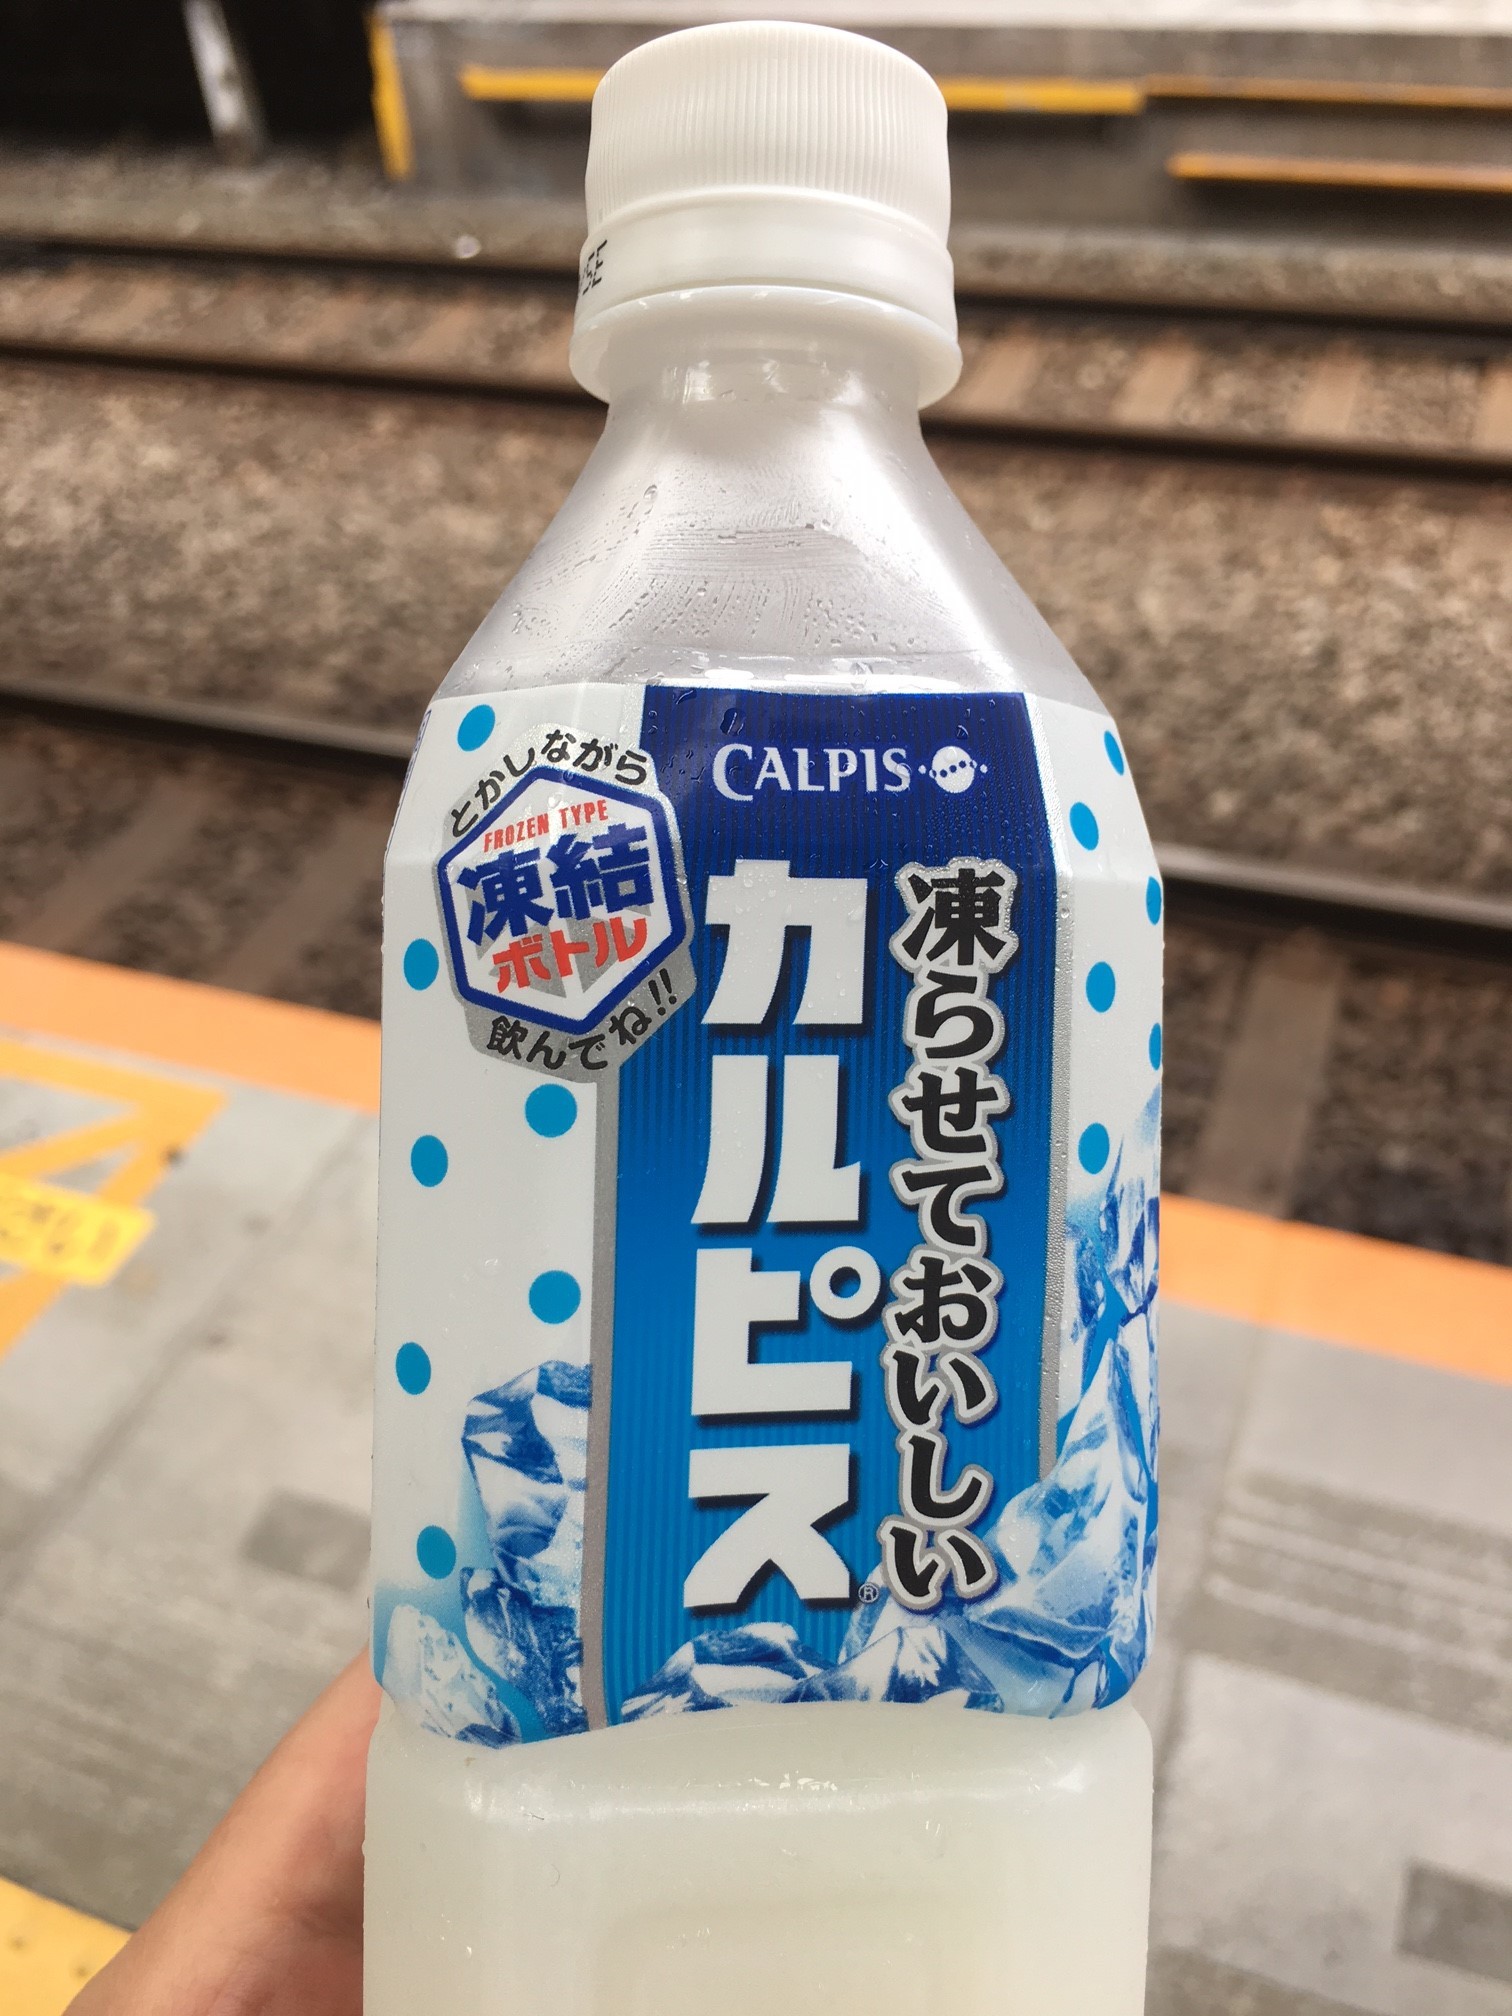 CALPIS
凍らせておいしい
カルピス®
とかしながら
FROZEN TYPE
凍結
ボトル
飲んでね!!